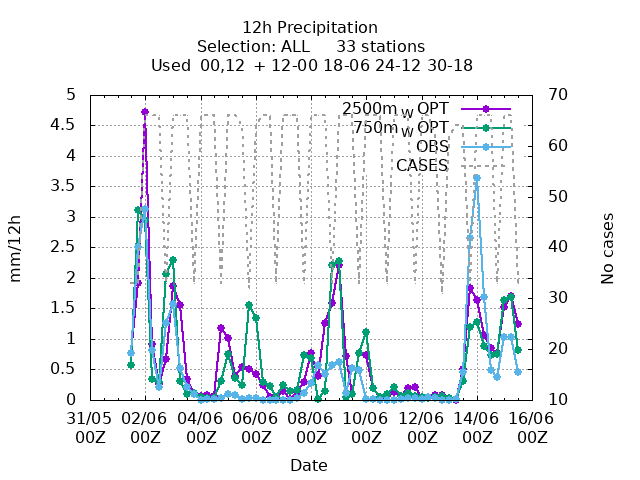 12h Precipitation
Selection: ALL     33 stations
Used  00,12  + 12-00 18-06 24-12 30-18
5
4.5
4
3.5
3
2.5
2
1.5
1
0.5
0
mm/12h
70
60
50
40
30
20
10
No cases
2500m_W OPT
750m_W OPT
OBS
CASES
31/05 02/06 04/06 06/06 08/06 10/06 12/06 14/06 16/06
00Z 00Z 00Z 00Z 00Z 00Z 00Z 00Z 00Z
Date